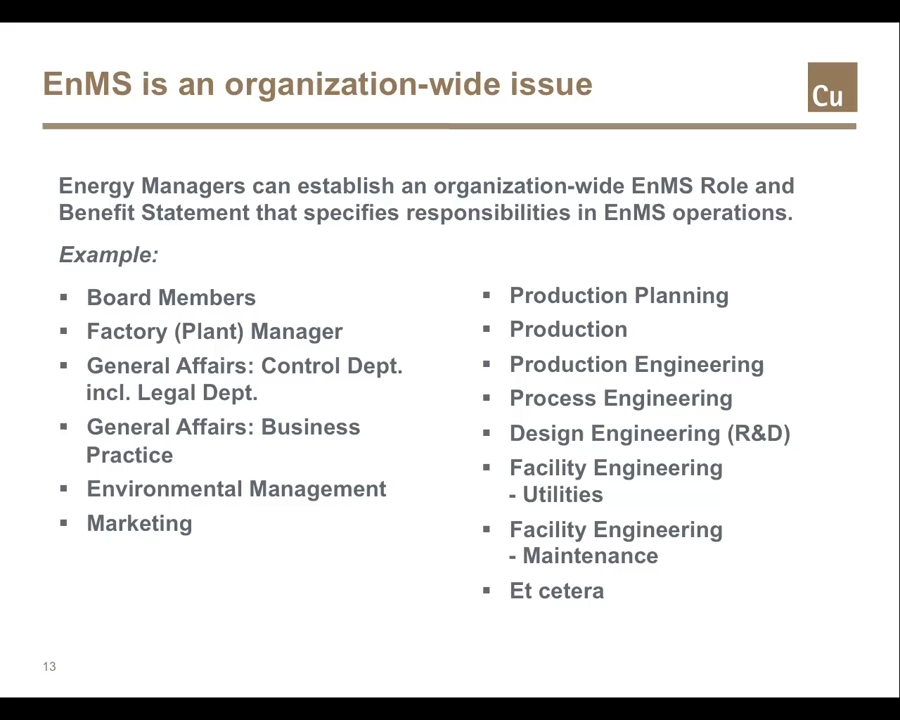 EnMS is an organization-wide issue
Cu
Energy Managers can establish an organization-wide EnMS Role and
Benefit Statement that specifies responsibilities in EnMS operations.
Example:
▪ Board Members
▪ Factory (Plant) Manager
▪ General Affairs: Control Dept.
incl. Legal Dept.
▪ General Affairs: Business
Practice
▪ Environmental Management
▪ Marketing
▪ Production Planning
▪ Production
▪ Production Engineering
▪ Process Engineering
▪ Design Engineering (R&D)
▪ Facility Engineering
- Utilities
▪ Facility Engineering
- Maintenance
▪ Et cetera
13